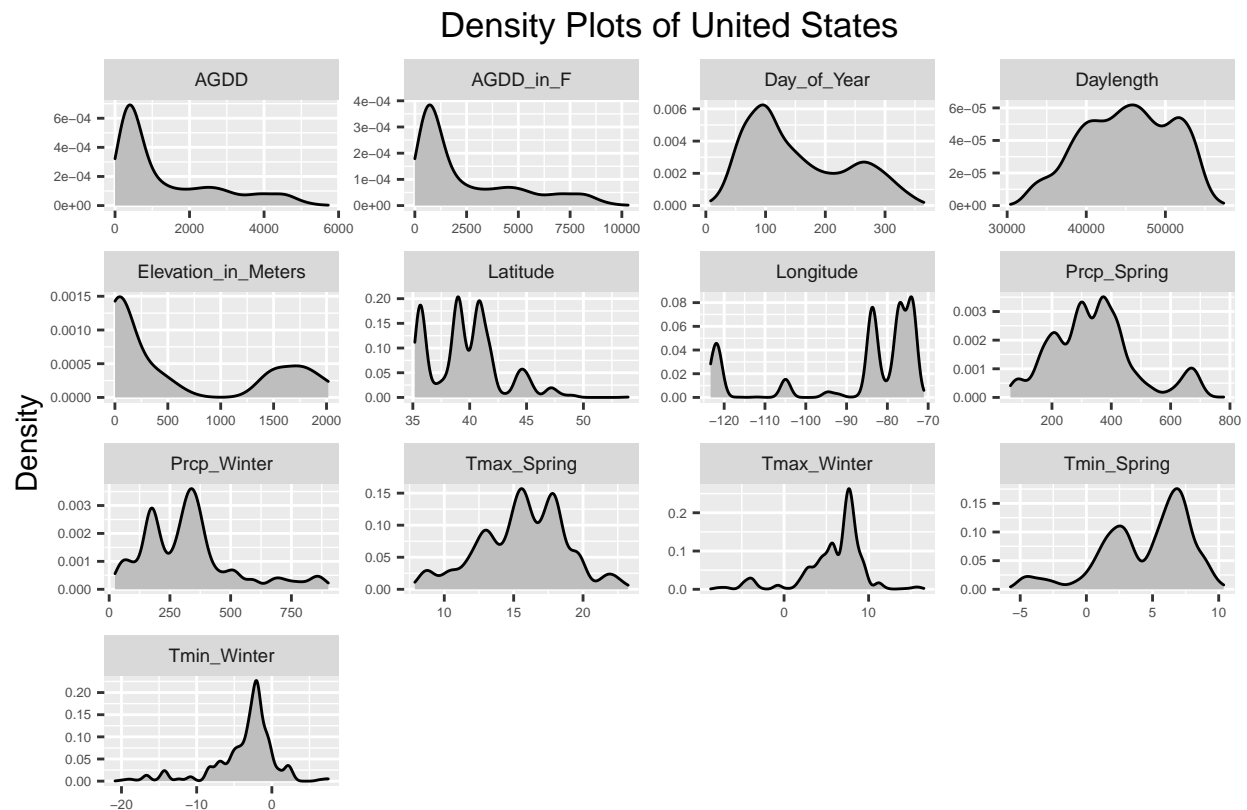 Density Plots of United States
AGDD AGDD_in_F Day_of_Year Daylength
6e−04
4e−04
2e−04
0e+00
0 2000 4000 6000
4e−04
3e−04
2e−04
1e−04
0e+00
0 2500 5000 7500 10000
0.006
0.004
0.002
0.000
0 100 200 300
6e−05
4e−05
2e−05
0e+00
30000 40000 50000
Elevation_in_Meters Latitude Longitude Prcp_Spring
0.0015
0.0010
0.0005
0.0000
0 500 1000 1500 2000
0.20
0.15
0.10
0.05
0.00
35 40 45 50
0.08
0.06
0.04
0.02
0.00
−120 −110 −100 −90 −80 −70
0.003
0.002
0.001
0.000
200 400 600 800
Density
Prcp_Winter Tmax_Spring Tmax_Winter Tmin_Spring
0.003
0.002
0.001
0.000
0 250 500 750
0.15
0.10
0.05
0.00
10 15 20
0.2
0.1
0.0
0 10
0.15
0.10
0.05
0.00
−5 0 5 10
Tmin_Winter
0.20
0.15
0.10
0.05
0.00
−20 −10 0